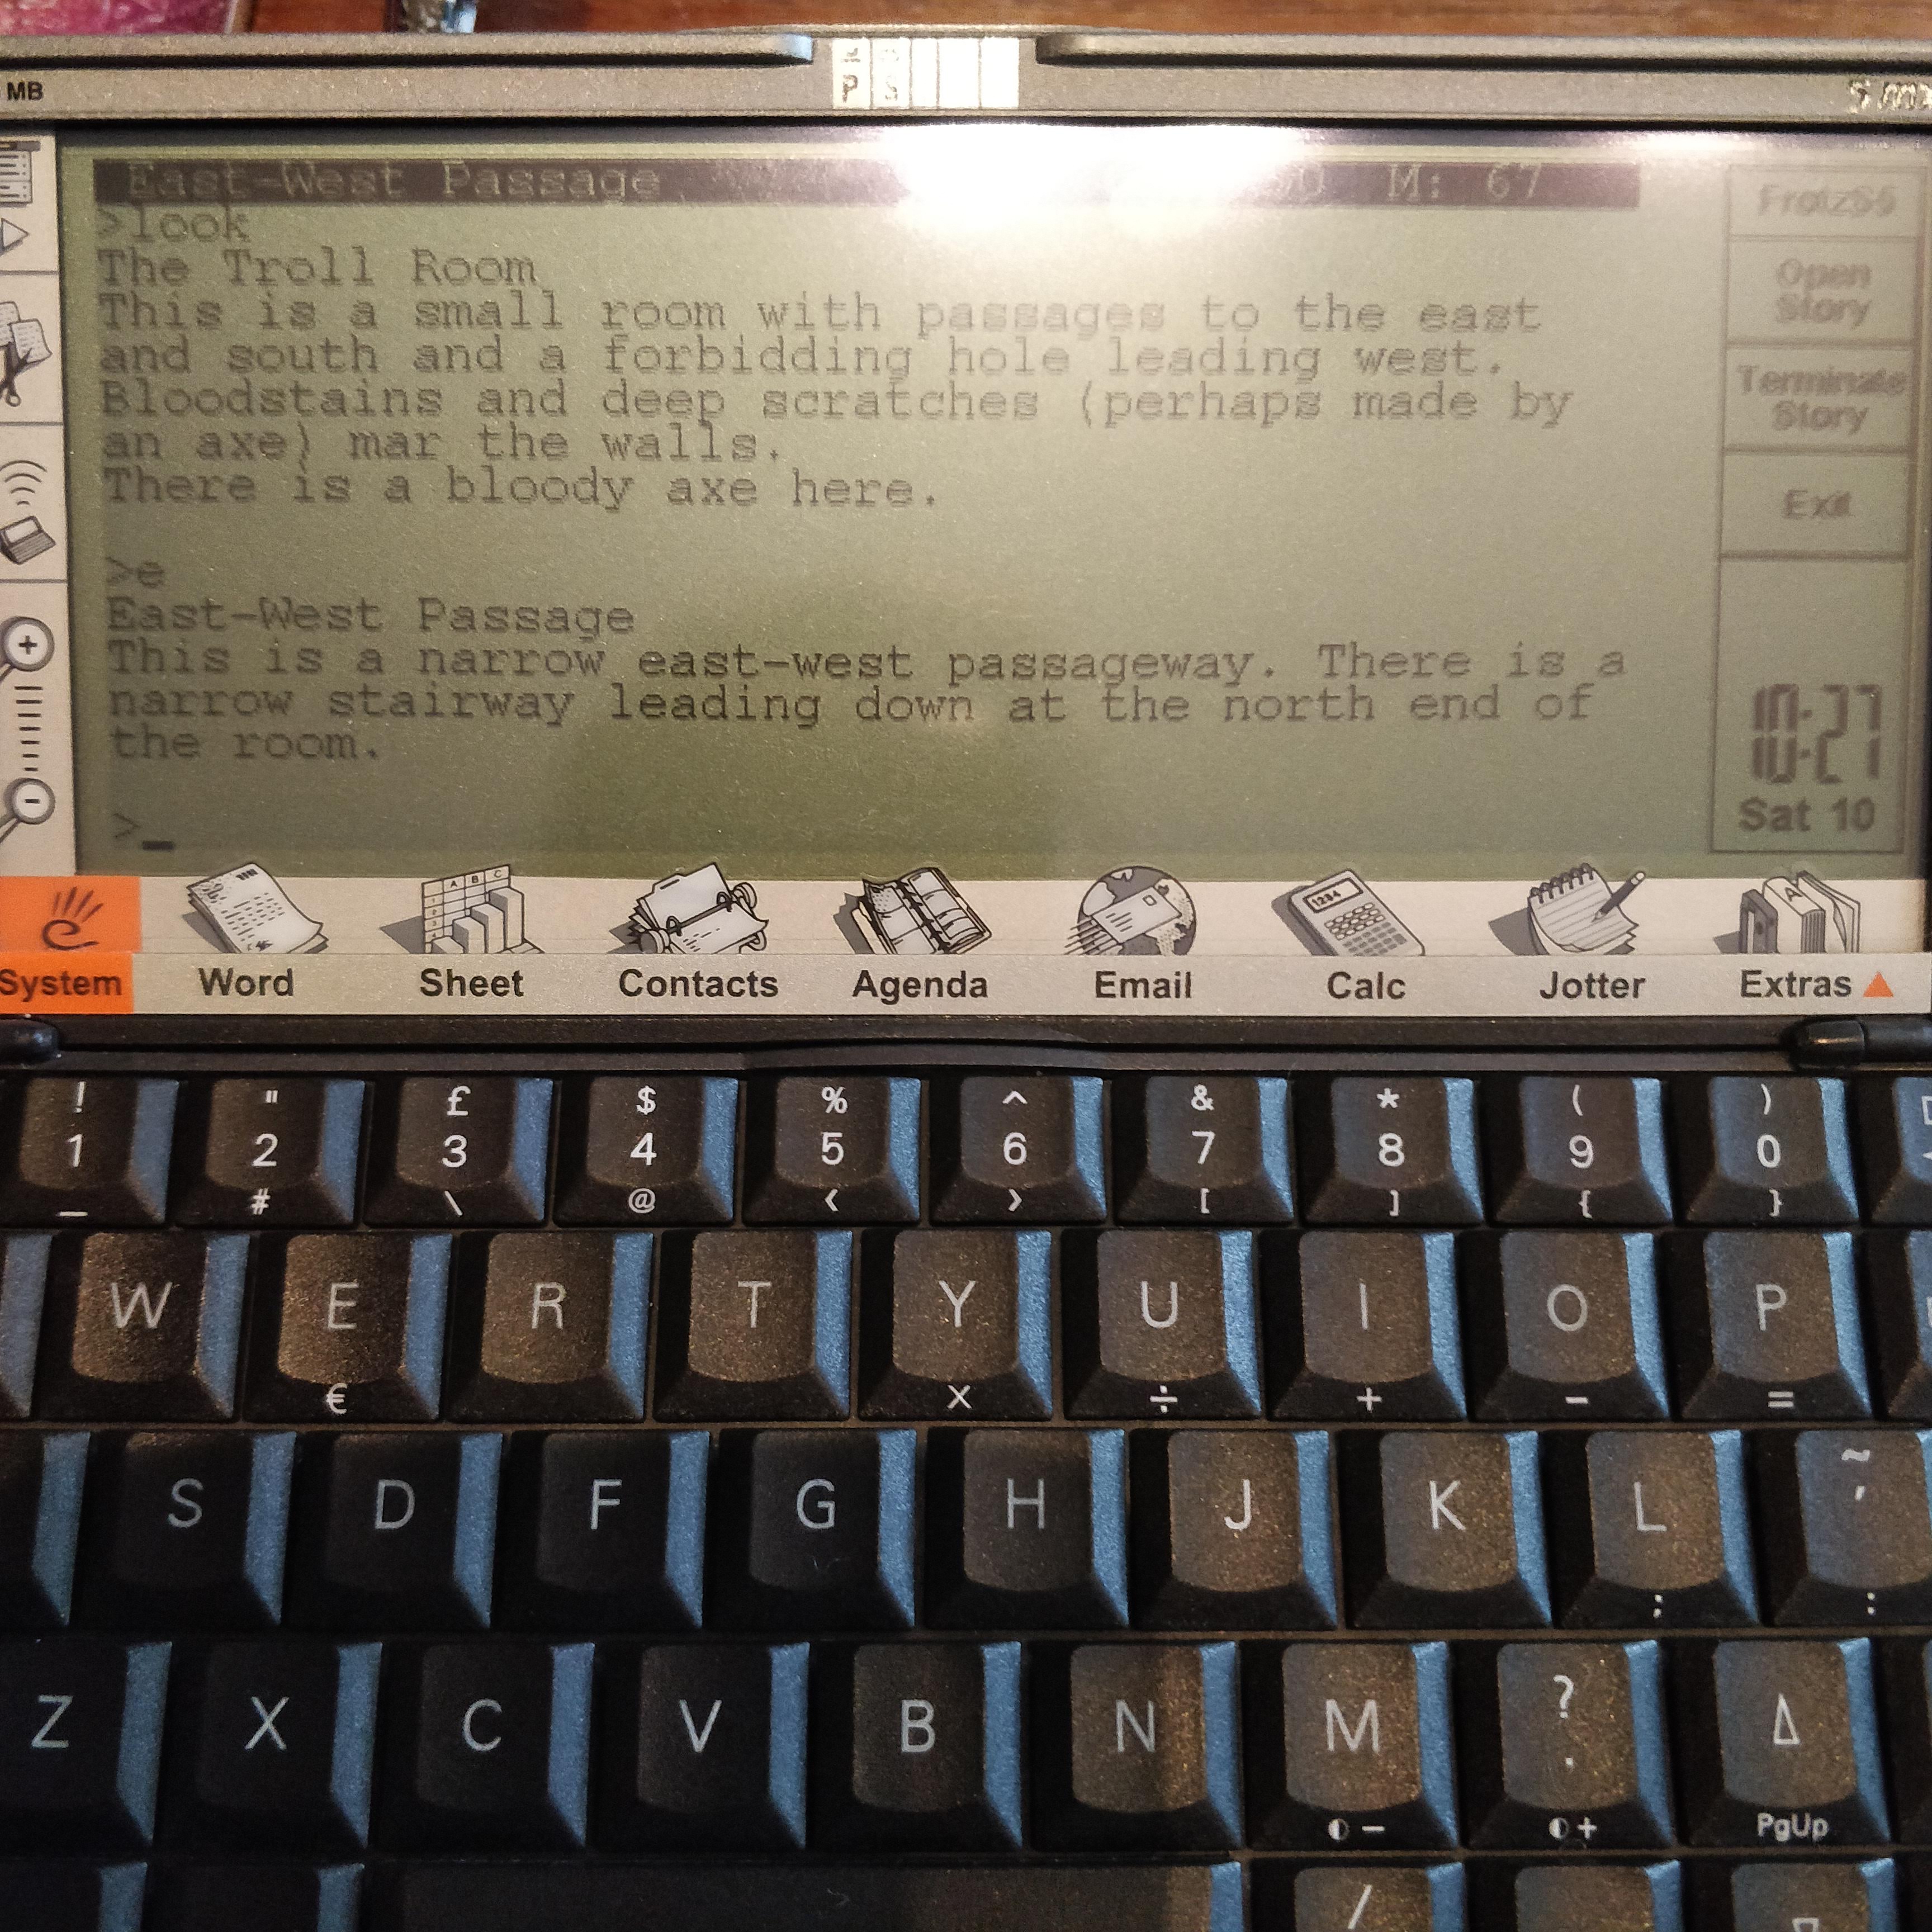 MB
P S
East-West Passage M: 67
>look
The Troll Room
This is a small room with passages to the east
and south and a forbidding hole leading west.
Bloodstains and deep scratches (perhaps made by
an axe) mar the walls.
There is a bloody axe here.
>e
East-West Passage
This is a narrow east-west passageway. There is a
narrow stairway leading down at the north end of
the room.
>_
FrotzS5
Open
Story
Terminate
Story
Exit
10:27
Sat 10
A B C
1234
A
System Word Sheet Contacts Agenda Email Calc Jotter Extras
! " £ $ % ^ & * ( )
1 2 3 4 5 6 7 8 9 0
_ # \ @ < > [ ] { }
W E R T Y U I O P
€ × ÷ + - =
~
S D F G H J K L '
; :
?
Z X C V B N M .
- + PgUp
/